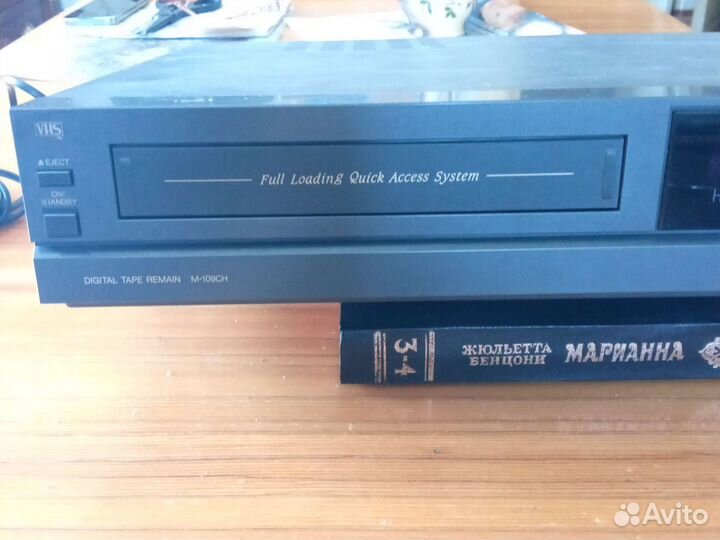 VHS
EJECT
ON/
STANDBY
Full Loading Quick Access System
DIGITAL TAPE REMAIN M-109CH
3-4
ЖЮЛЬЕТТА
БЕНЦОНИ
МАРИАННА
Avito